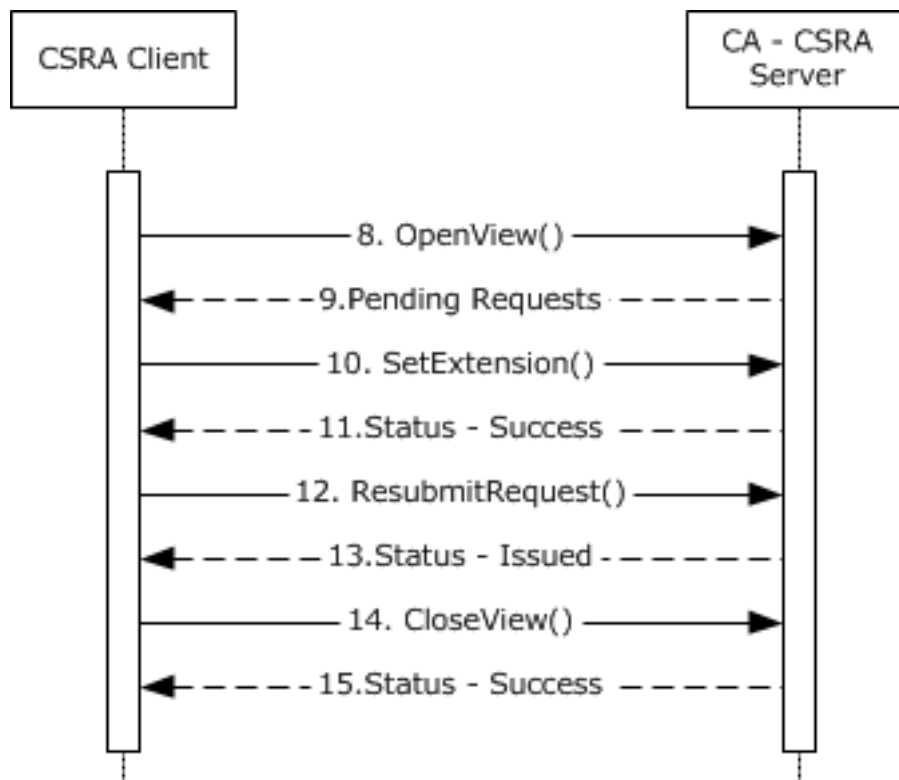 CSRA Client
CA - CSRA
Server
8. OpenView()
9.Pending Requests
10. SetExtension()
11.Status - Success
12. ResubmitRequest()
13.Status - Issued
14. CloseView()
15.Status - Success